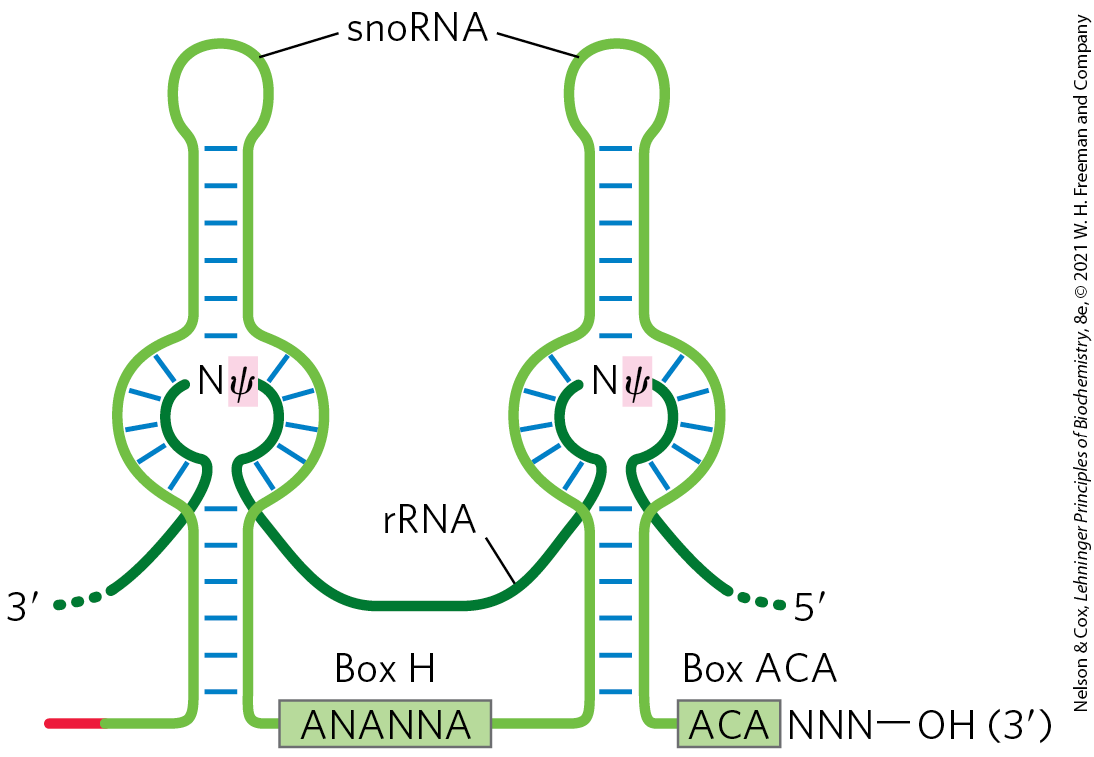 snoRNA
Nψ
Nψ
rRNA
3′
5′
Box H
Box ACA
ANANNA
ACA NNN—OH (3′)
Nelson & Cox, Lehninger Principles of Biochemistry, 8e, © 2021 W. H. Freeman and Company